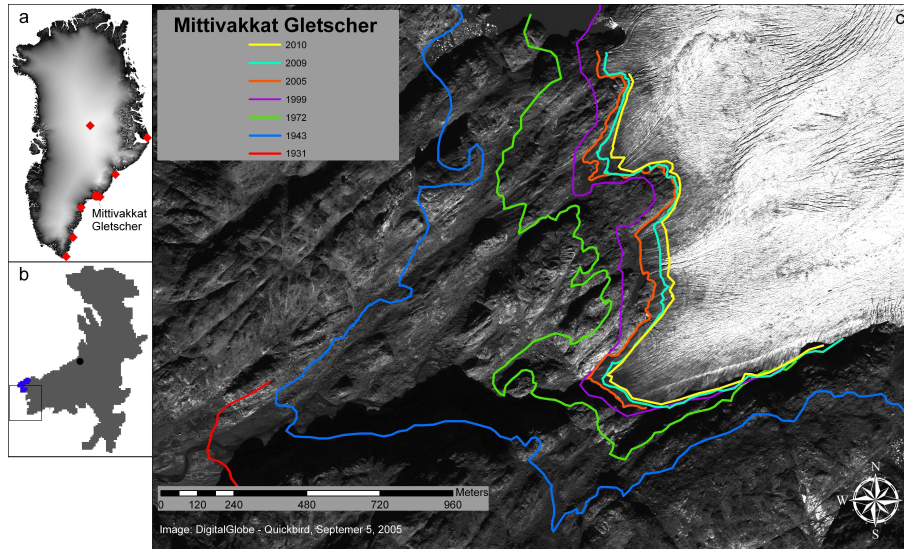 a
Mittivakkat
Gletscher
b
c
Mittivakkat Gletscher
2010
2009
2005
1999
1972
1943
1931
N
W E
S
Meters
0 120 240 480 720 960
Image: DigitalGlobe - Quickbird, Septemer 5, 2005